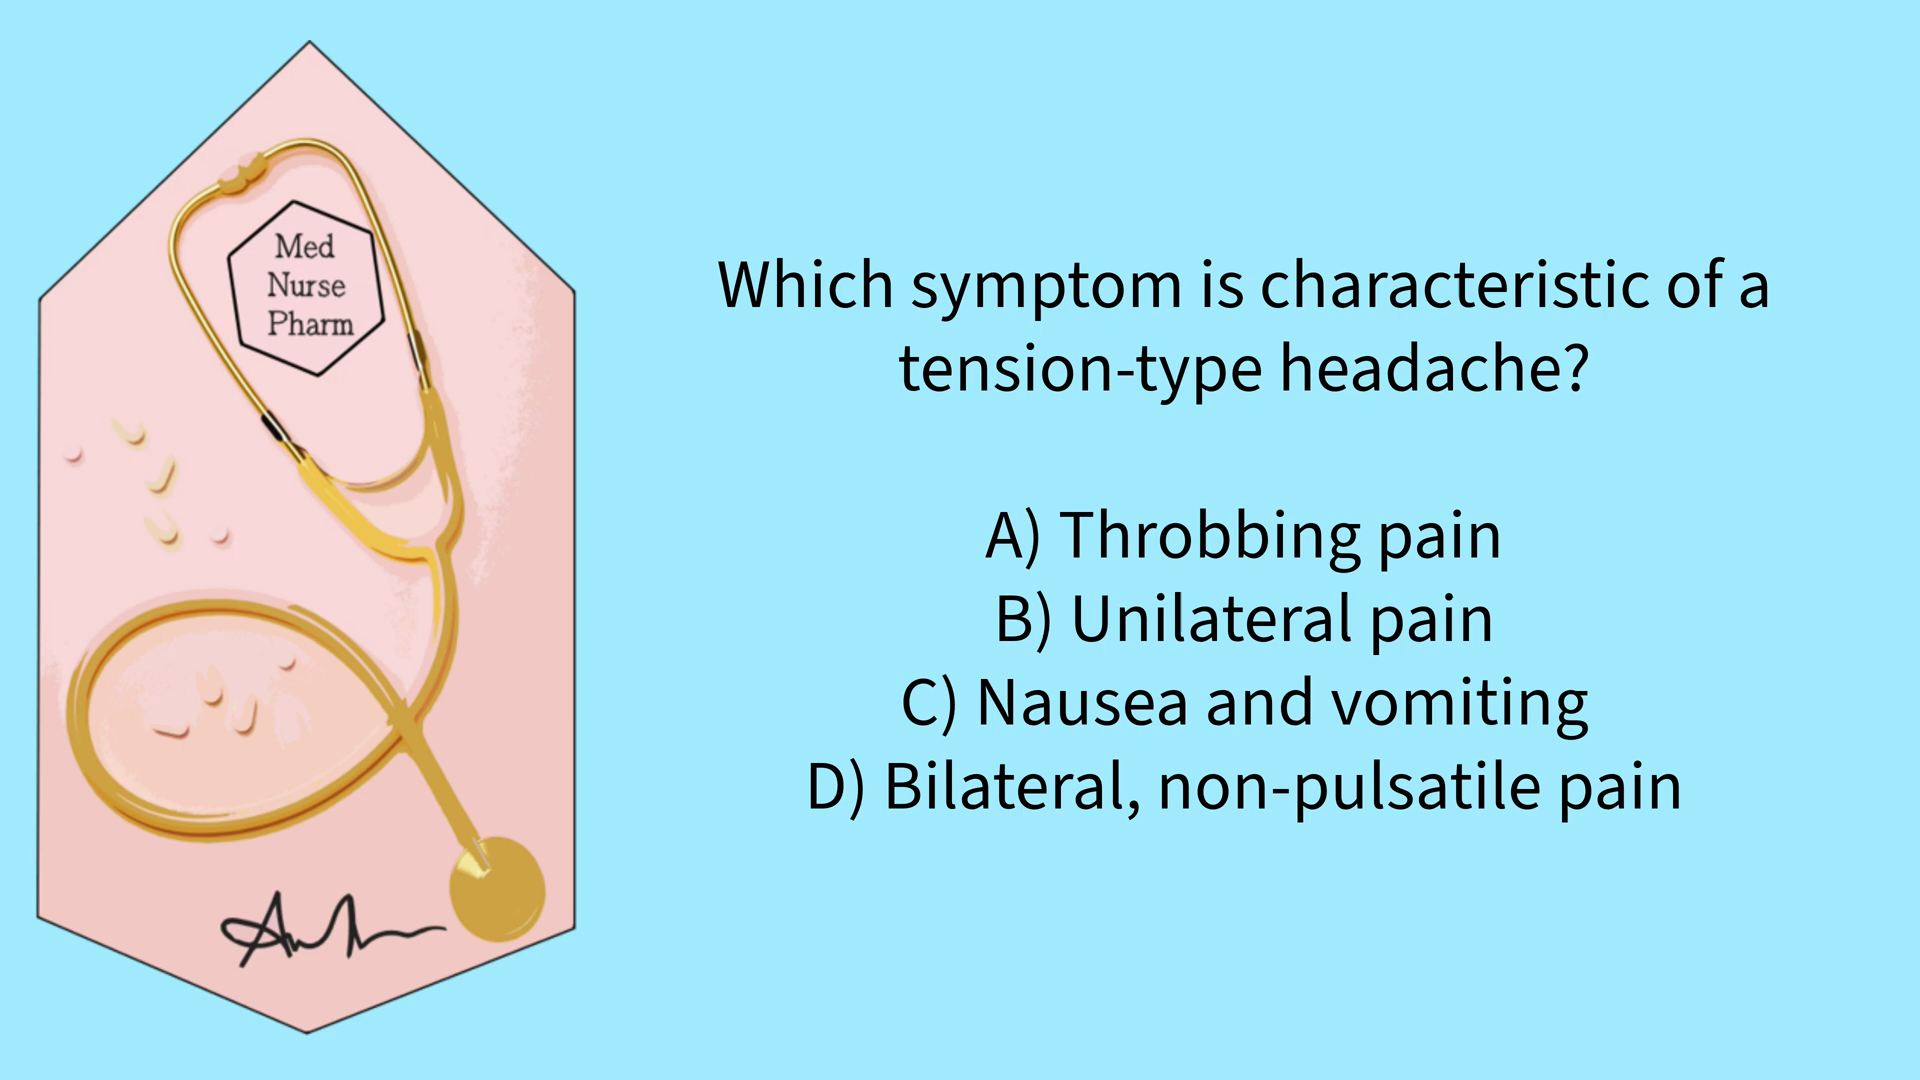 Med
Nurse
Pharm
Which symptom is characteristic of a
tension-type headache?
A) Throbbing pain
B) Unilateral pain
C) Nausea and vomiting
D) Bilateral, non-pulsatile pain